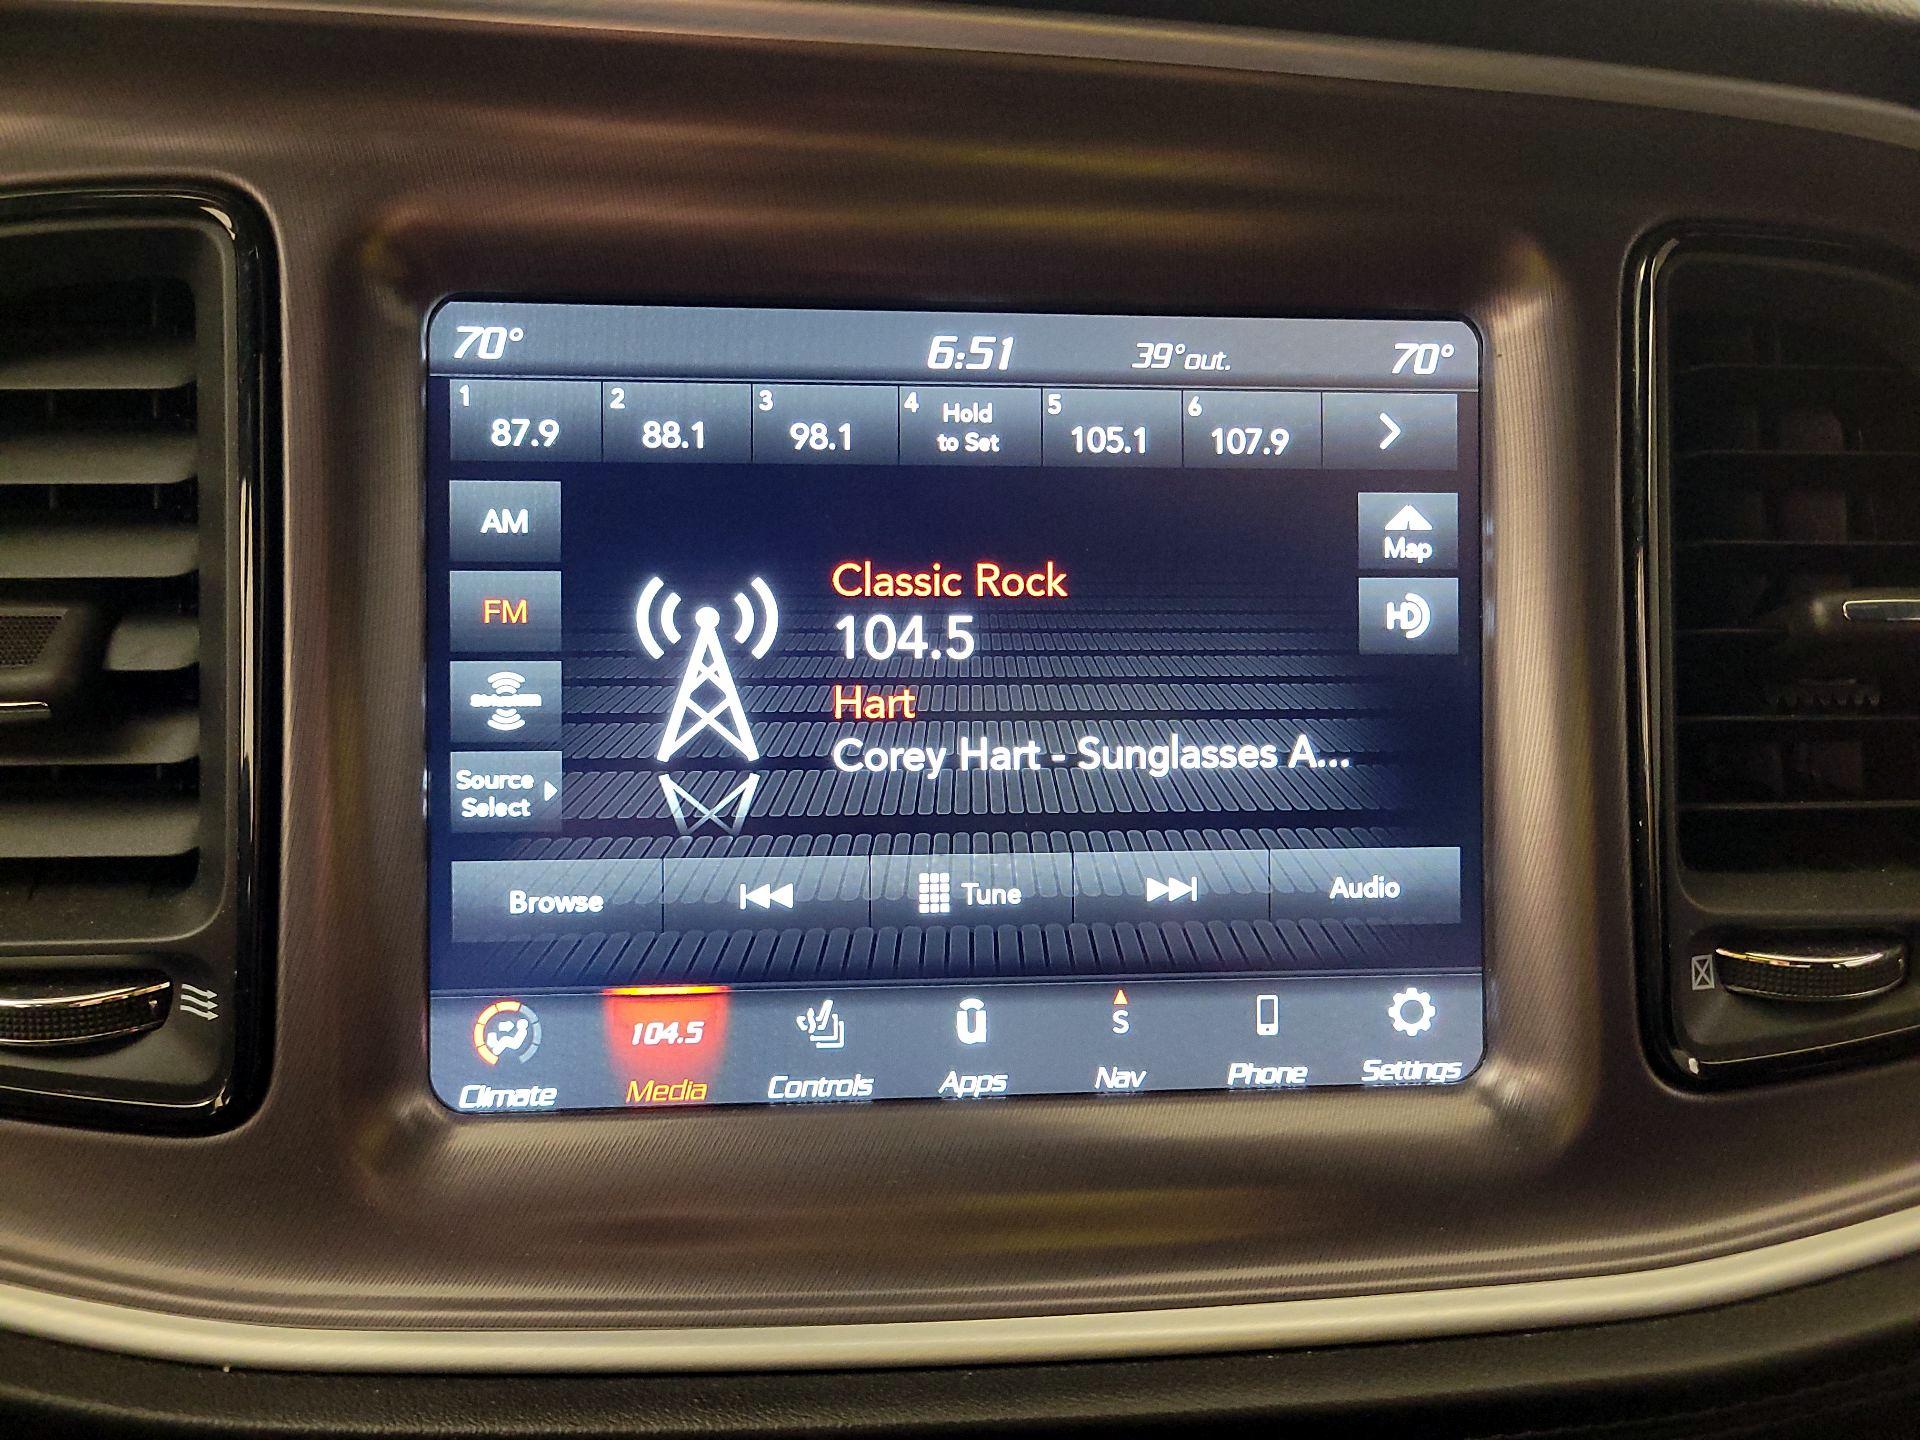 70° 6:51 39° out. 70°
1 87.9
2 88.1
3 98.1
4 Hold to Set
5 105.1
6 107.9
AM
FM
Source
Select
Classic Rock
104.5
Hart
Corey Hart - Sunglasses A...
Map
HD
Browse Tune Audio
104.5 u S
Climate Media Controls Apps Nav Phone Settings